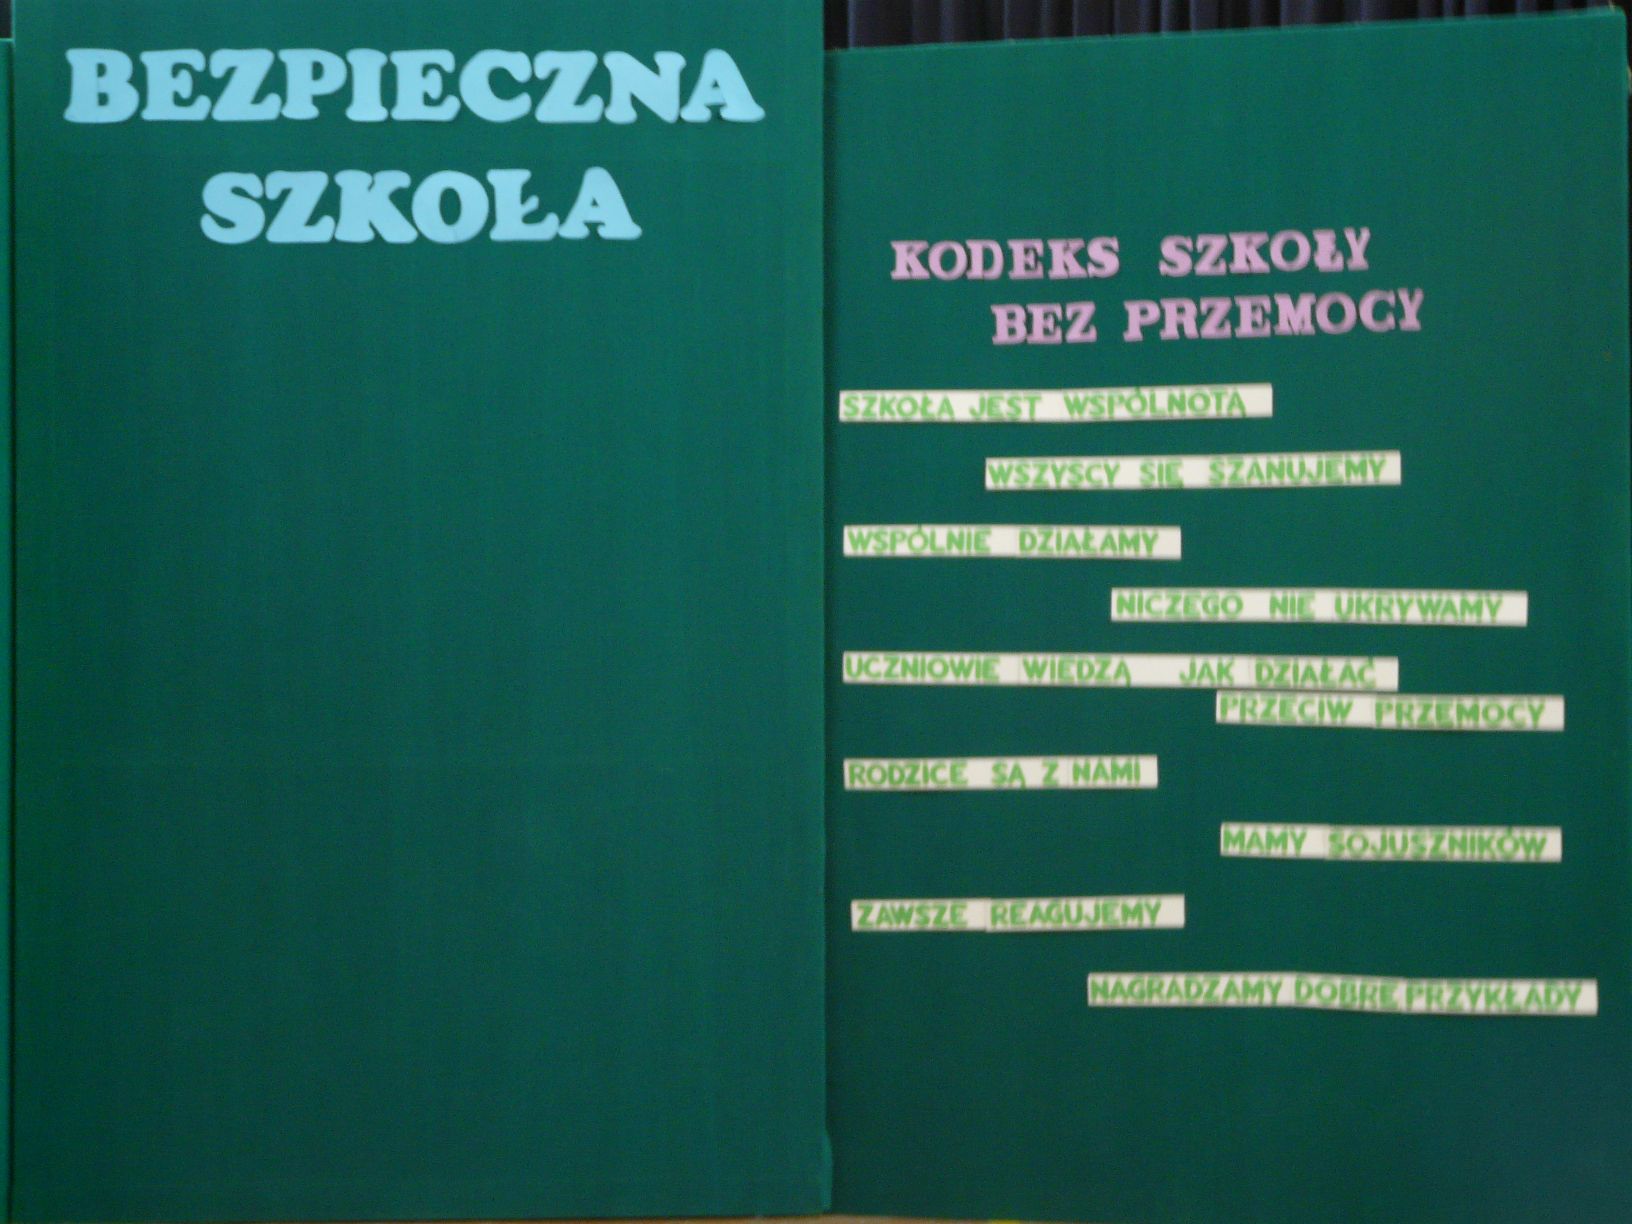 BEZPIECZNA
SZKOŁA
KODEKS SZKOŁY
BEZ PRZEMOCY
SZKOŁA JEST WSPÓLNOTĄ
WSZYSCY SIĘ SZANUJEMY
WSPÓLNIE DZIAŁAMY
NICZEGO NIE UKRYWAMY
UCZNIOWIE WIEDZĄ JAK DZIAŁAĆ
PRZECIW PRZEMOCY
RODZICE SĄ Z NAMI
MAMY SOJUSZNIKÓW
ZAWSZE REAGUJEMY
NAGRADZAMY DOBRE PRZYKŁADY